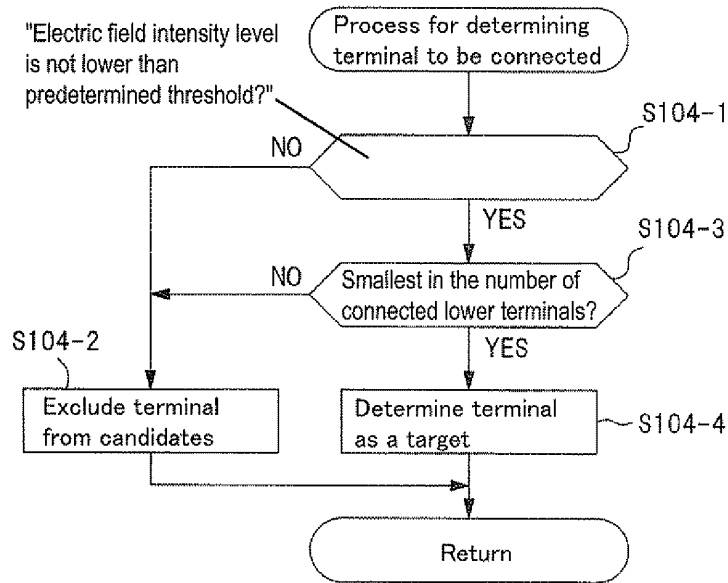 "Electric field intensity level
is not lower than
predetermined threshold?"
Process for determining
terminal to be connected
S104-1
NO
YES
S104-3
NO
Smallest in the number of
connected lower terminals?
YES
S104-2
Exclude terminal
from candidates
Determine terminal
as a target
S104-4
Return